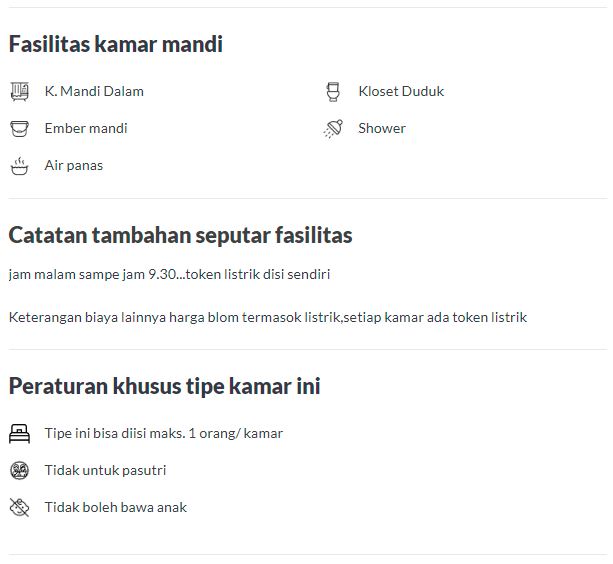 Fasilitas kamar mandi
K. Mandi Dalam
Kloset Duduk
Ember mandi
Shower
Air panas
Catatan tambahan seputar fasilitas
jam malam sampe jam 9.30...token listrik disi sendiri
Keterangan biaya lainnya harga blom termasok listrik,setiap kamar ada token listrik
Peraturan khusus tipe kamar ini
Tipe ini bisa diisi maks. 1 orang/ kamar
Tidak untuk pasutri
Tidak boleh bawa anak